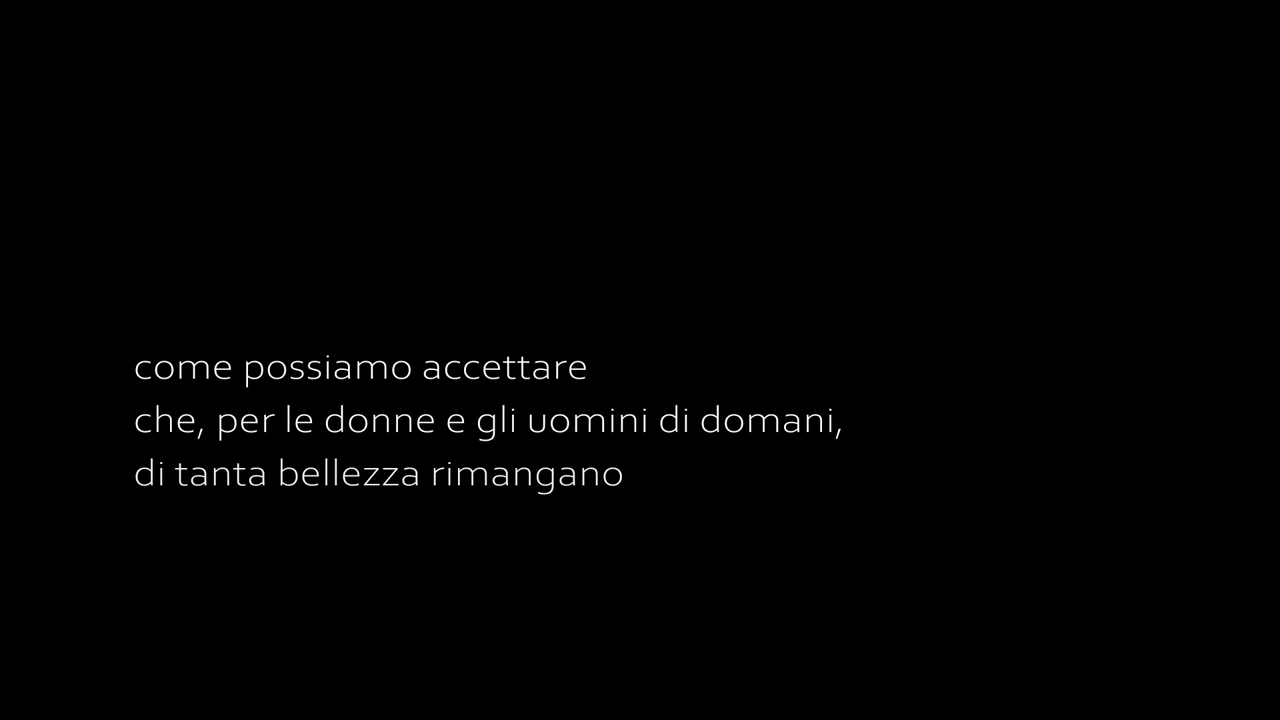 come possiamo accettare
che, per le donne e gli uomini di domani,
di tanta bellezza rimangano